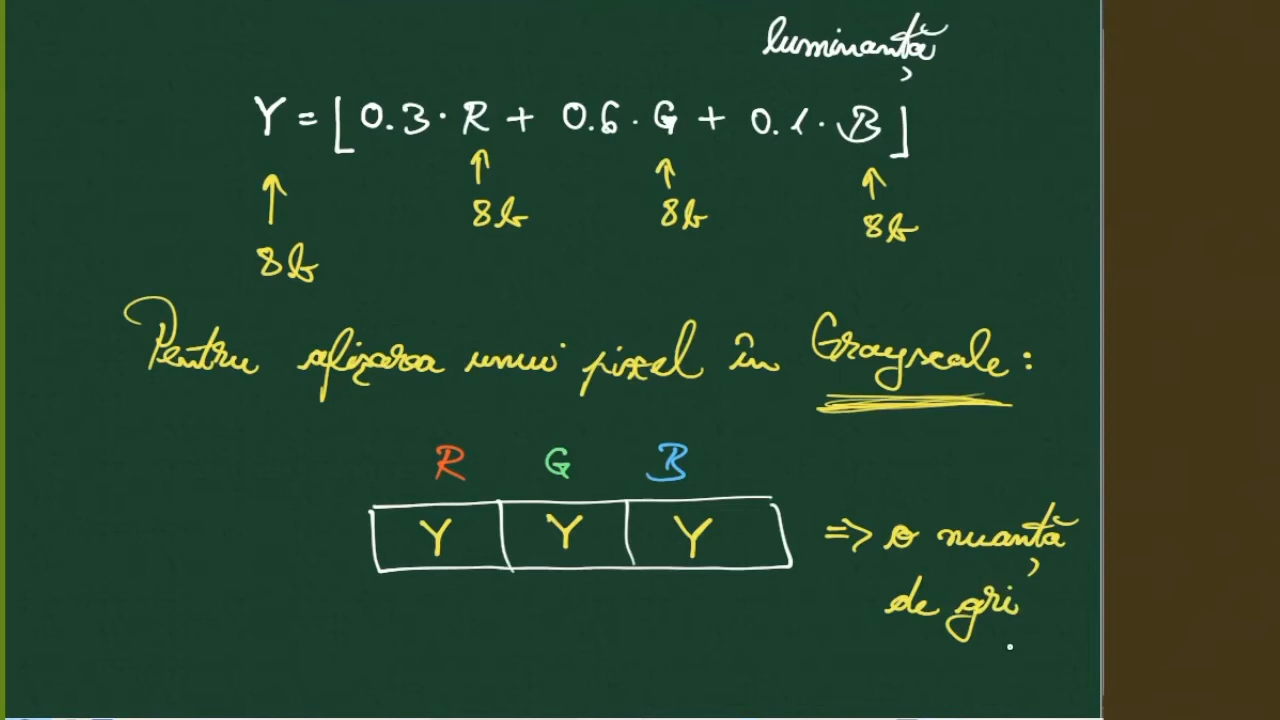 luminanță
Y = ⌊0.3 · R + 0.6 · G + 0.1 · B⌋
↑ ↑ ↑ ↑
8b 8b 8b 8b
Pentru afișarea unui pixel în Grayscale:
R G B
Y Y Y => o nuanță
de gri